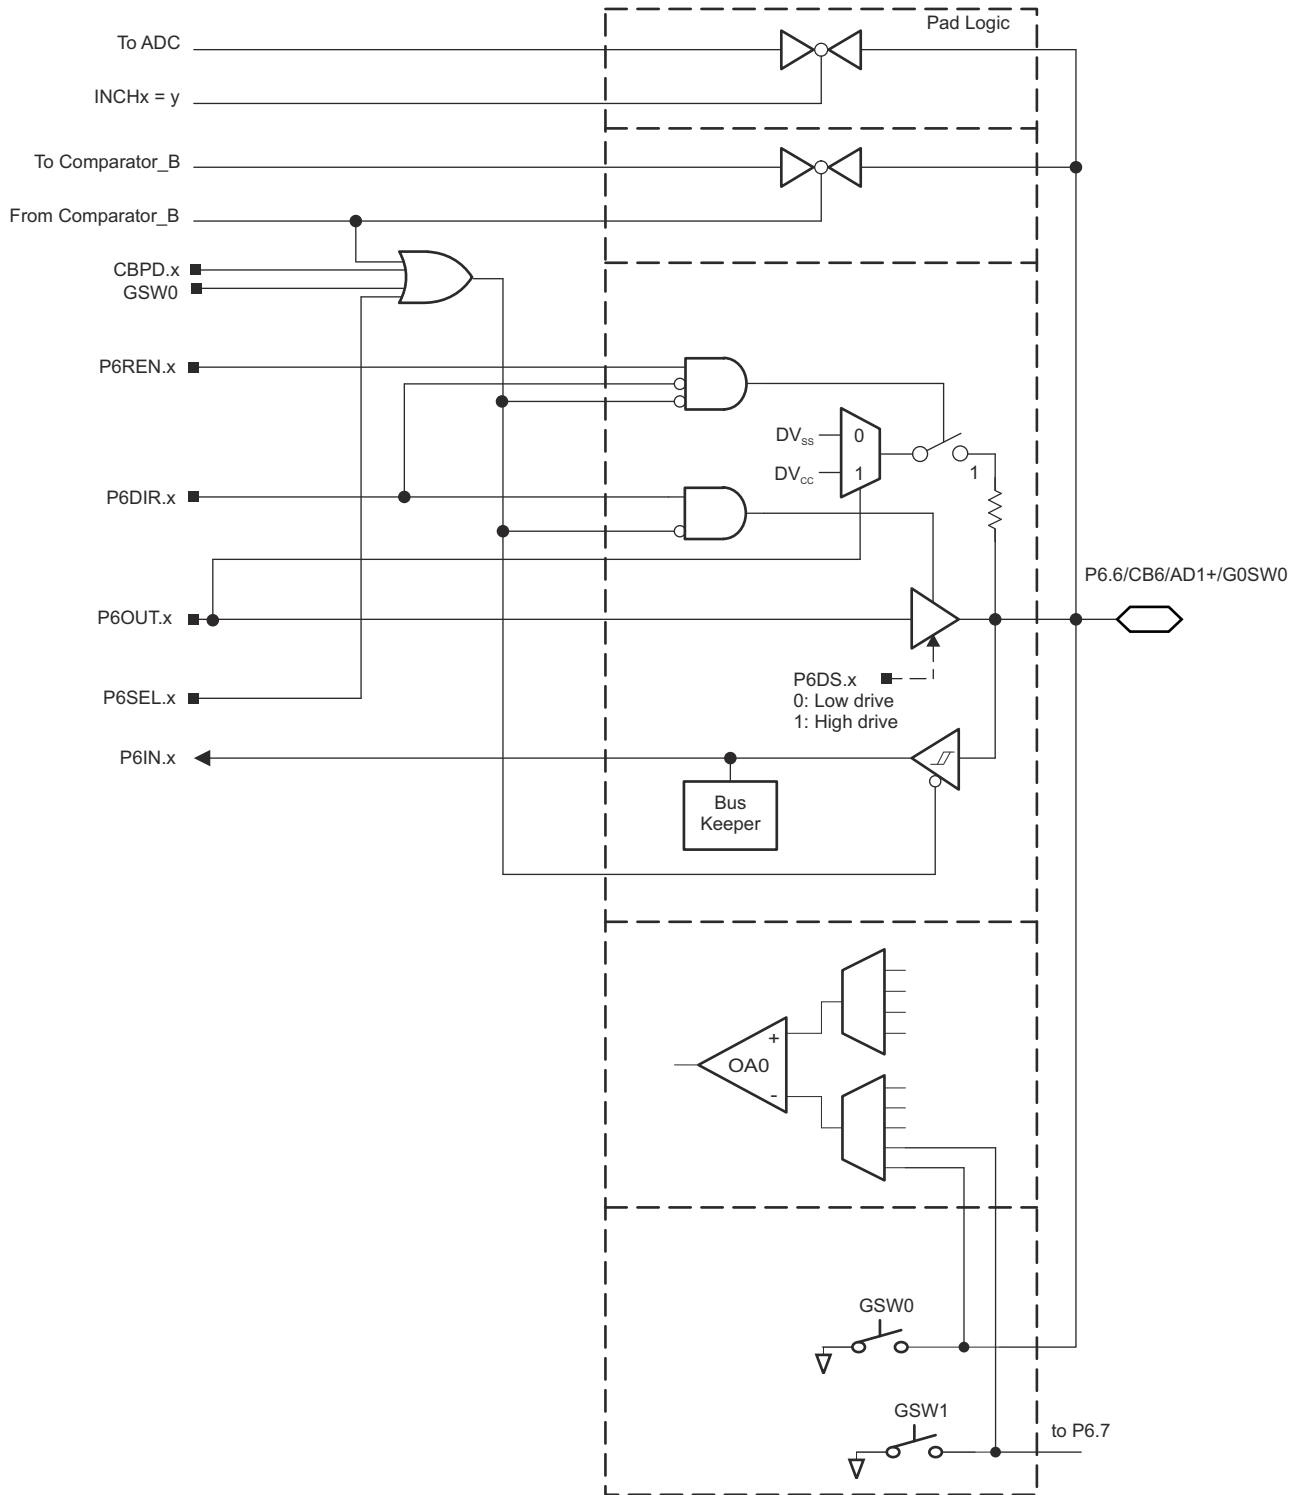 Pad Logic
To ADC
INCHx = y
To Comparator_B
From Comparator_B
CBPD.x
GSW0
P6REN.x
DVSS
0
DVCC
1
1
P6DIR.x
P6OUT.x
P6.6/CB6/AD1+/G0SW0
P6SEL.x
P6DS.x
0: Low drive
1: High drive
P6IN.x
Bus
Keeper
+
OA0
-
GSW0
GSW1
to P6.7